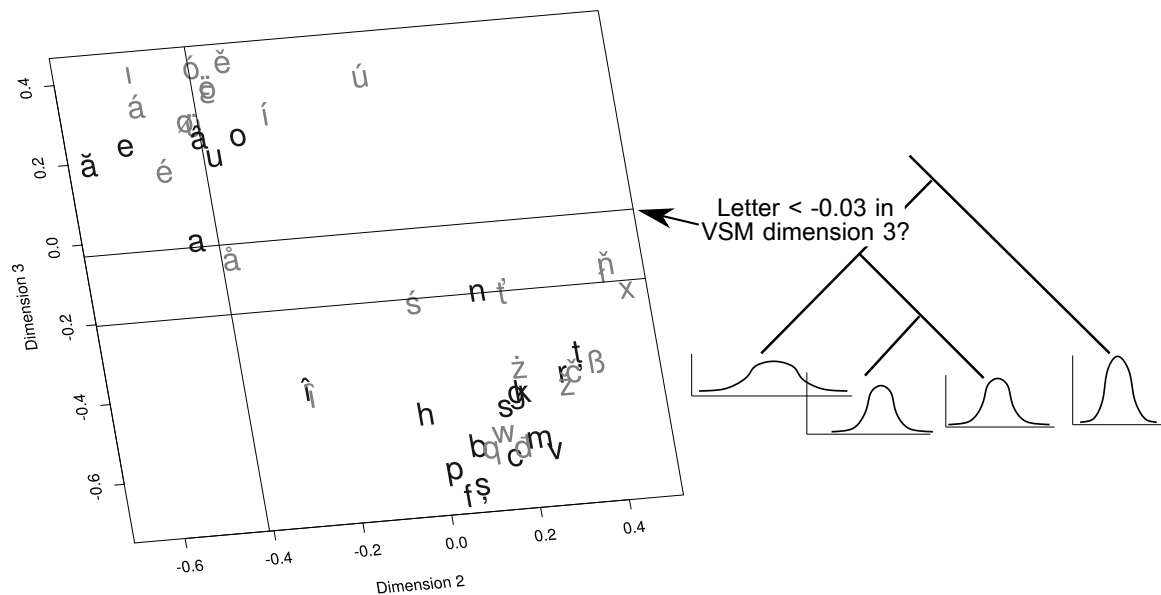 0.4
0.2
0.0
-0.2
-0.4
-0.6
Dimension 3
-0.6
-0.4
-0.2
0.0
0.2
0.4
Dimension 2
ı
ó
ě
ë
ú
á
í
ø
â
o
e
u
ă
é
a
å
ň
x
ś
n
ť
ț
ż
r
č
ß
ž
î
g
k
s
h
w
b
q
đ
m
v
c
p
f
ș
Letter < -0.03 in
VSM dimension 3?